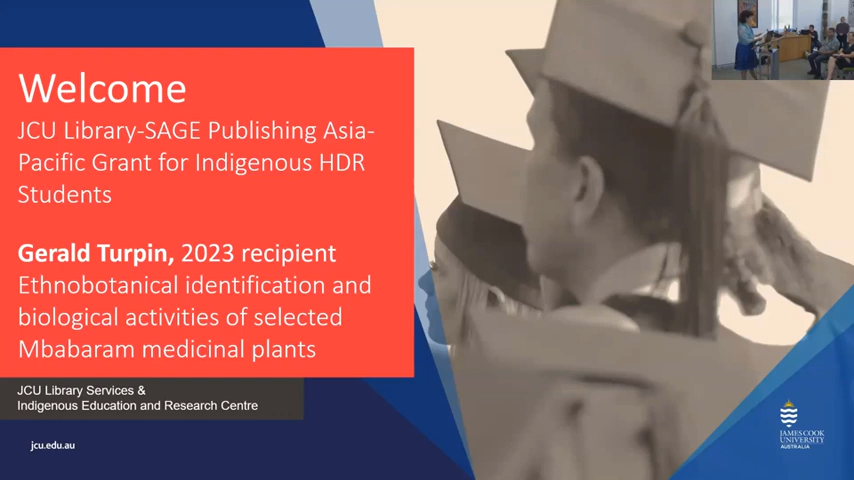 Welcome
JCU Library-SAGE Publishing Asia-
Pacific Grant for Indigenous HDR
Students
Gerald Turpin, 2023 recipient
Ethnobotanical identification and
biological activities of selected
Mbabaram medicinal plants
JCU Library Services &
Indigenous Education and Research Centre
jcu.edu.au
JAMES COOK
UNIVERSITY
AUSTRALIA